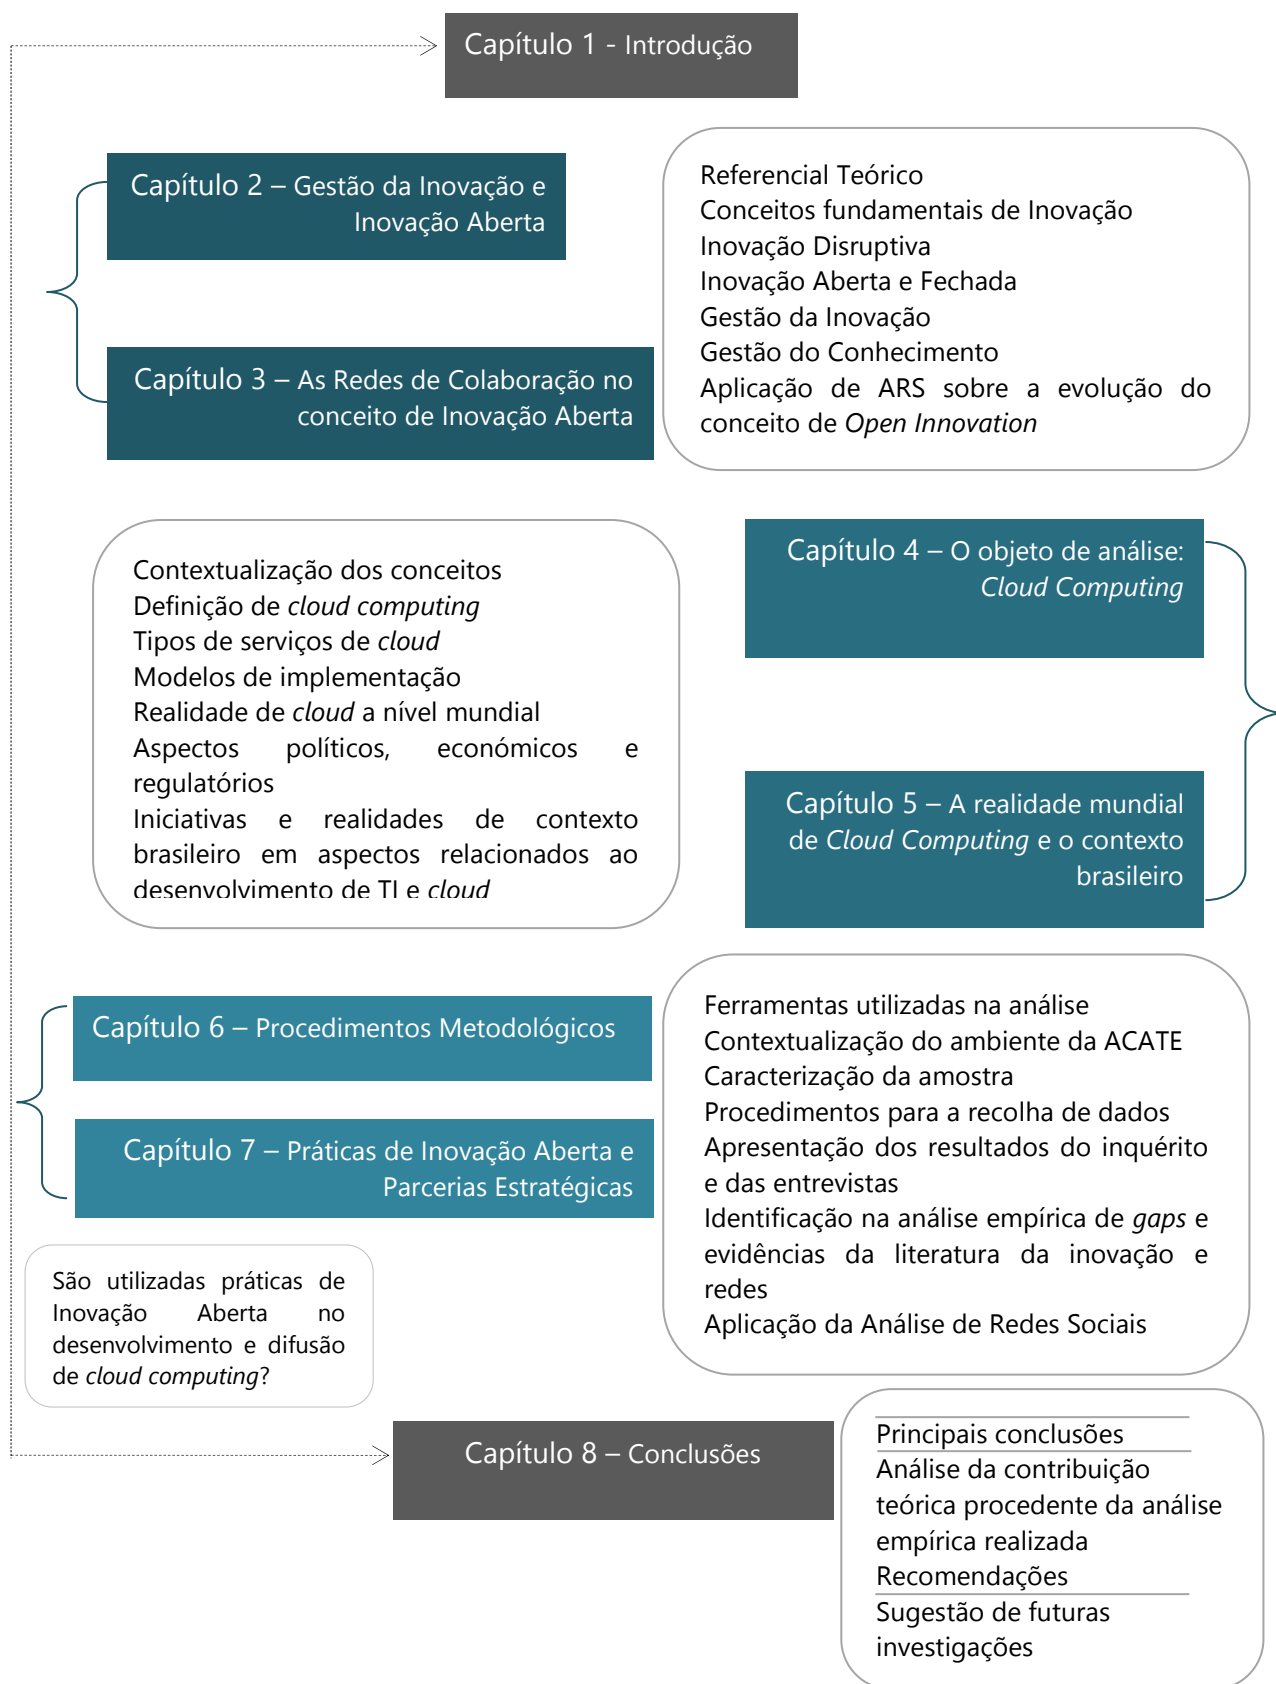 Capítulo 1 - Introdução
Capítulo 2 – Gestão da Inovação e
Inovação Aberta
Capítulo 3 – As Redes de Colaboração no
conceito de Inovação Aberta
Referencial Teórico
Conceitos fundamentais de Inovação
Inovação Disruptiva
Inovação Aberta e Fechada
Gestão da Inovação
Gestão do Conhecimento
Aplicação de ARS sobre a evolução do
conceito de Open Innovation
Contextualização dos conceitos
Definição de cloud computing
Tipos de serviços de cloud
Modelos de implementação
Realidade de cloud a nível mundial
Aspectos políticos, económicos e
regulatórios
Iniciativas e realidades de contexto
brasileiro em aspectos relacionados ao
desenvolvimento de TI e cloud
Capítulo 4 – O objeto de análise:
Cloud Computing
Capítulo 5 – A realidade mundial
de Cloud Computing e o contexto
brasileiro
Capítulo 6 – Procedimentos Metodológicos
Capítulo 7 – Práticas de Inovação Aberta e
Parcerias Estratégicas
Ferramentas utilizadas na análise
Contextualização do ambiente da ACATE
Caracterização da amostra
Procedimentos para a recolha de dados
Apresentação dos resultados do inquérito
e das entrevistas
Identificação na análise empírica de gaps e
evidências da literatura da inovação e
redes
Aplicação da Análise de Redes Sociais
São utilizadas práticas de
Inovação Aberta no
desenvolvimento e difusão
de cloud computing?
Capítulo 8 – Conclusões
Principais conclusões
Análise da contribuição
teórica procedente da análise
empírica realizada
Recomendações
Sugestão de futuras
investigações